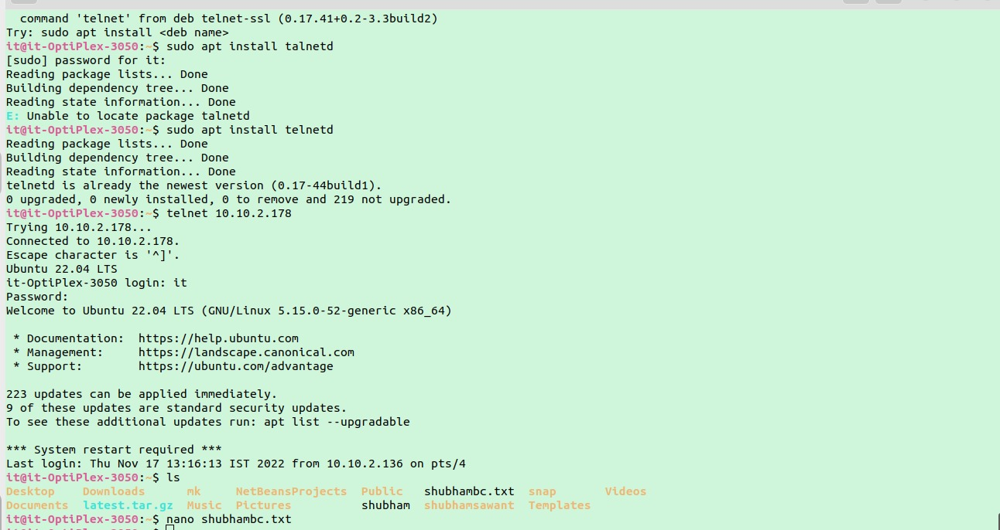 command 'telnet' from deb telnet-ssl (0.17.41+0.2-3.3build2)
Try: sudo apt install <deb name>
it@it-OptiPlex-3050:~$ sudo apt install talnetd
[sudo] password for it:
Reading package lists... Done
Building dependency tree... Done
Reading state information... Done
E: Unable to locate package talnetd
it@it-OptiPlex-3050:~$ sudo apt install telnetd
Reading package lists... Done
Building dependency tree... Done
Reading state information... Done
telnetd is already the newest version (0.17-44build1).
0 upgraded, 0 newly installed, 0 to remove and 219 not upgraded.
it@it-OptiPlex-3050:~$ telnet 10.10.2.178
Trying 10.10.2.178...
Connected to 10.10.2.178.
Escape character is '^]'.
Ubuntu 22.04 LTS
it-OptiPlex-3050 login: it
Password:
Welcome to Ubuntu 22.04 LTS (GNU/Linux 5.15.0-52-generic x86_64)

 * Documentation:  https://help.ubuntu.com
 * Management:     https://landscape.canonical.com
 * Support:        https://ubuntu.com/advantage

223 updates can be applied immediately.
9 of these updates are standard security updates.
To see these additional updates run: apt list --upgradable

*** System restart required ***
Last login: Thu Nov 17 13:16:13 IST 2022 from 10.10.2.136 on pts/4
it@it-OptiPlex-3050:~$ ls
Desktop    Downloads      mk     NetBeansProjects  Public   shubhambc.txt  snap       Videos
Documents  latest.tar.gz  Music  Pictures          shubham  shubhamsawant  Templates
it@it-OptiPlex-3050:~$ nano shubhambc.txt